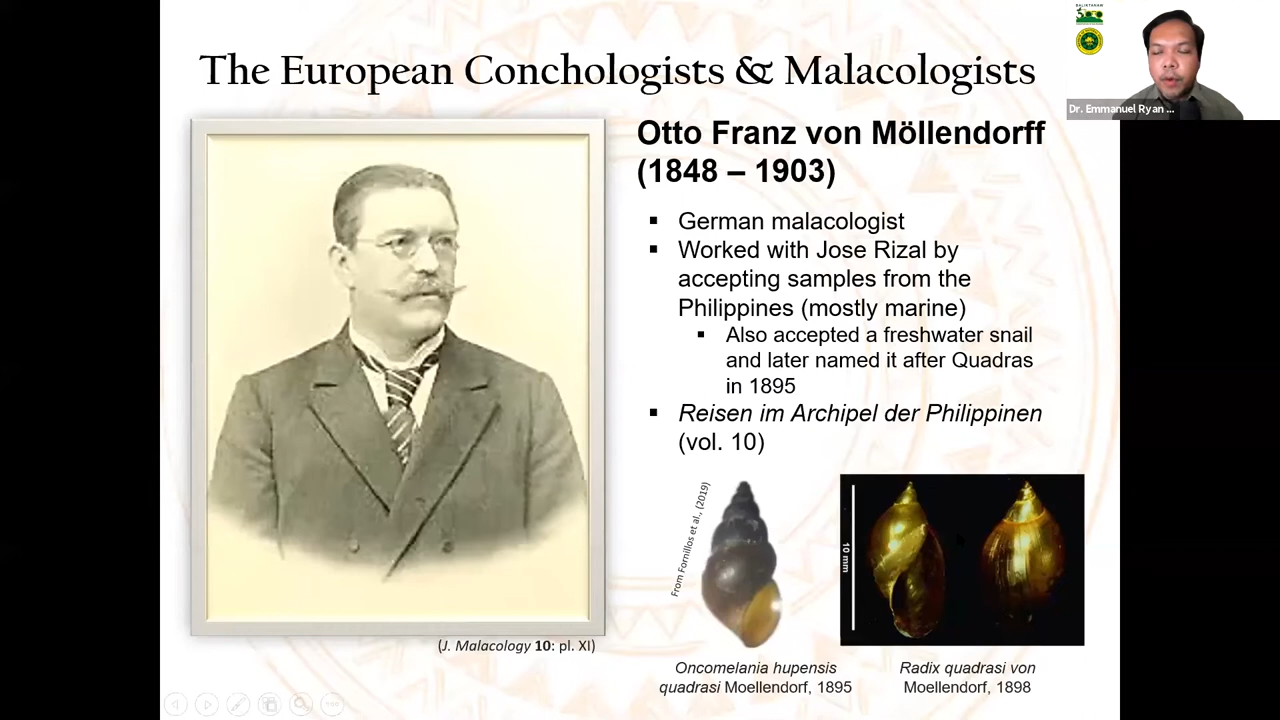 The European Conchologists & Malacologists
Dr. Emmanuel Ryan ...
Otto Franz von Möllendorff
(1848 – 1903)
▪ German malacologist
▪ Worked with Jose Rizal by
accepting samples from the
Philippines (mostly marine)
▪ Also accepted a freshwater snail
and later named it after Quadras
in 1895
▪ Reisen im Archipel der Philippinen
(vol. 10)
(J. Malacology 10: pl. XI)
From Fornillos et al., (2019)
10 mm
Oncomelania hupensis
quadrasi Moellendorf, 1895
Radix quadrasi von
Moellendorf, 1898